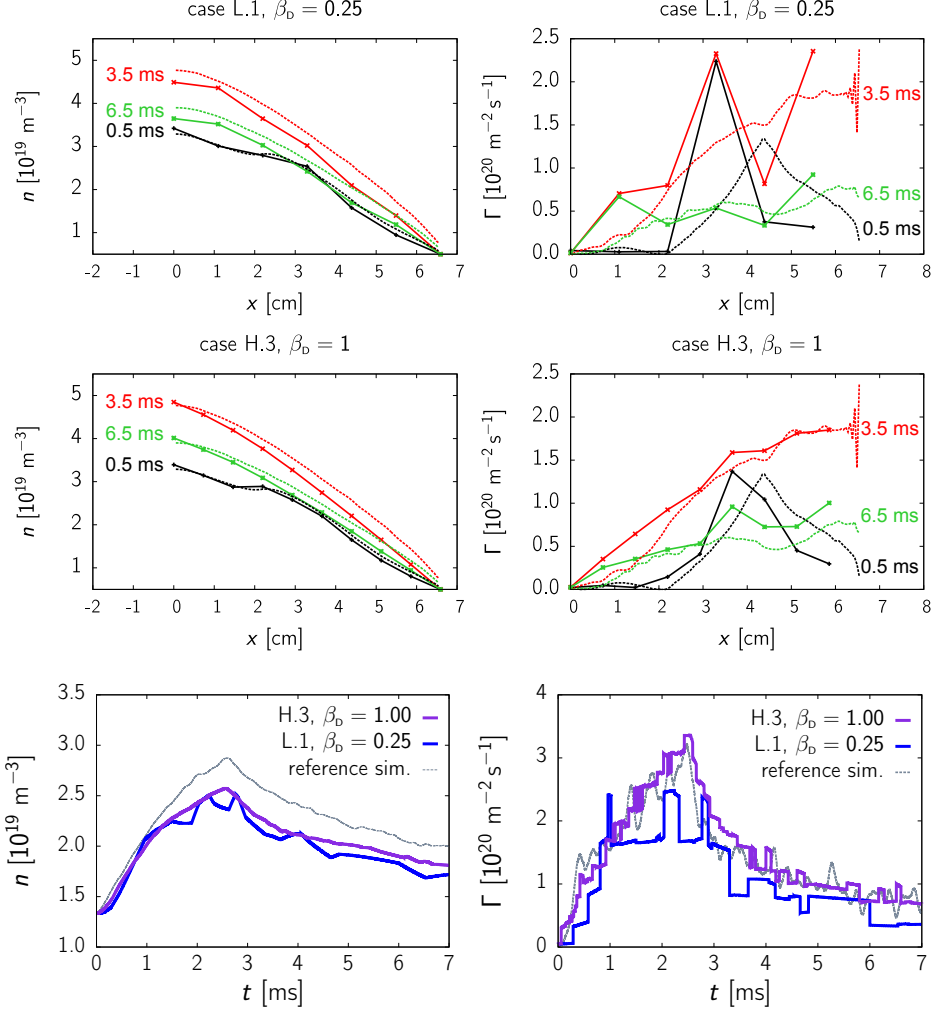 case L.1, β_D = 0.25
n [10^19 m^−3]
5
4
3
2
1
3.5 ms
6.5 ms
0.5 ms
-2 -1 0 1 2 3 4 5 6 7
x [cm]
case L.1, β_D = 0.25
Γ [10^20 m^−2 s^−1]
2.5
2.0
1.5
1.0
0.5
0.0
3.5 ms
6.5 ms
0.5 ms
0 1 2 3 4 5 6 7 8
x [cm]
case H.3, β_D = 1
n [10^19 m^−3]
5
4
3
2
1
3.5 ms
6.5 ms
0.5 ms
-2 -1 0 1 2 3 4 5 6 7
x [cm]
case H.3, β_D = 1
Γ [10^20 m^−2 s^−1]
2.5
2.0
1.5
1.0
0.5
0.0
3.5 ms
6.5 ms
0.5 ms
0 1 2 3 4 5 6 7 8
x [cm]
n [10^19 m^−3]
3.5
3.0
2.5
2.0
1.5
1.0
H.3, β_D = 1.00
L.1, β_D = 0.25
reference sim.
0 1 2 3 4 5 6 7
t [ms]
Γ [10^20 m^−2 s^−1]
4
3
2
1
0
H.3, β_D = 1.00
L.1, β_D = 0.25
reference sim.
0 1 2 3 4 5 6 7
t [ms]